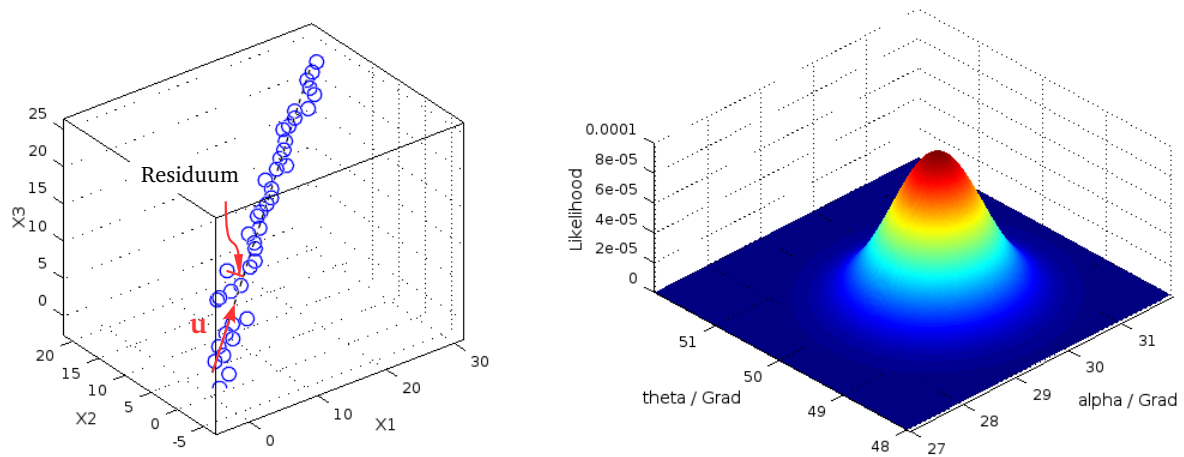 25
20
15
10
5
0
X3
Residuum
u
20
15
10
5
0
-5
X2
0
10
20
30
X1
0.0001
8e-05
6e-05
4e-05
2e-05
0
Likelihood
51
50
49
48
theta / Grad
27
28
29
30
31
alpha / Grad